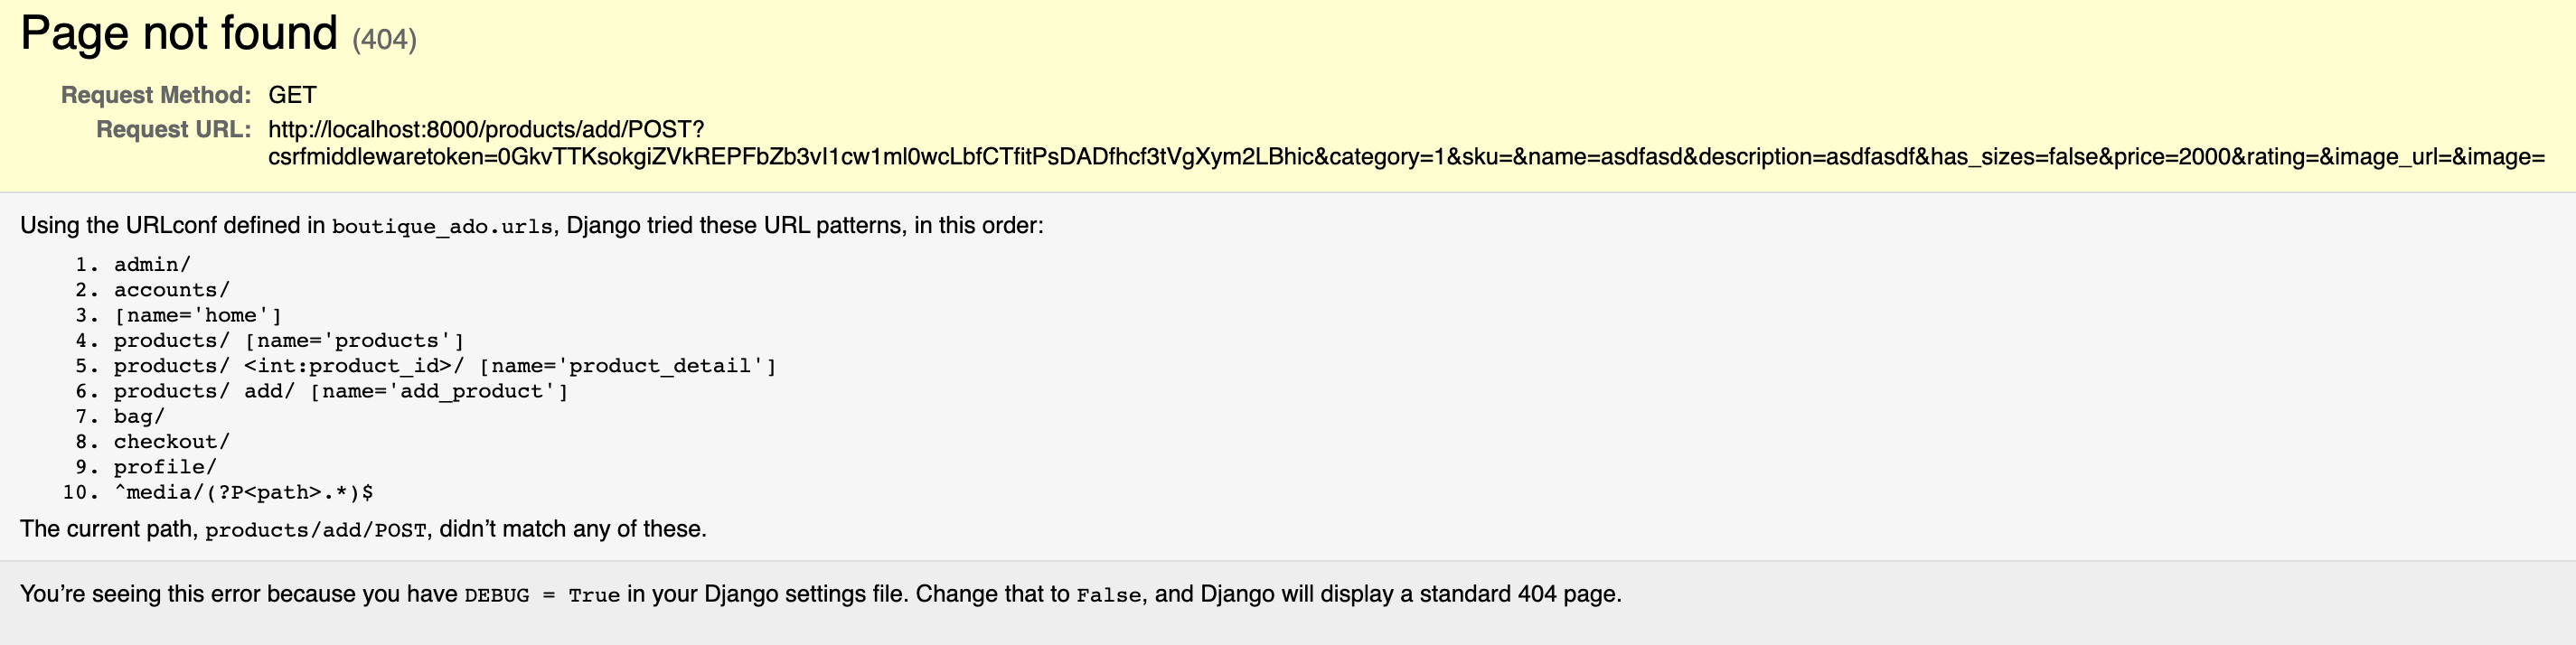 Page not found (404)
Request Method: GET
Request URL: http://localhost:8000/products/add/POST?
csrfmiddlewaretoken=0GkvTTKsokgiZVkREPFbZb3vI1cw1ml0wcLbfCTfitPsDADfhcf3tVgXym2LBhic&category=1&sku=&name=asdfasd&description=asdfasdf&has_sizes=false&price=2000&rating=&image_url=&image=
Using the URLconf defined in boutique_ado.urls, Django tried these URL patterns, in this order:
1. admin/
2. accounts/
3. [name='home']
4. products/ [name='products']
5. products/ <int:product_id>/ [name='product_detail']
6. products/ add/ [name='add_product']
7. bag/
8. checkout/
9. profile/
10. ^media/(?P<path>.*)$
The current path, products/add/POST, didn’t match any of these.
You’re seeing this error because you have DEBUG = True in your Django settings file. Change that to False, and Django will display a standard 404 page.